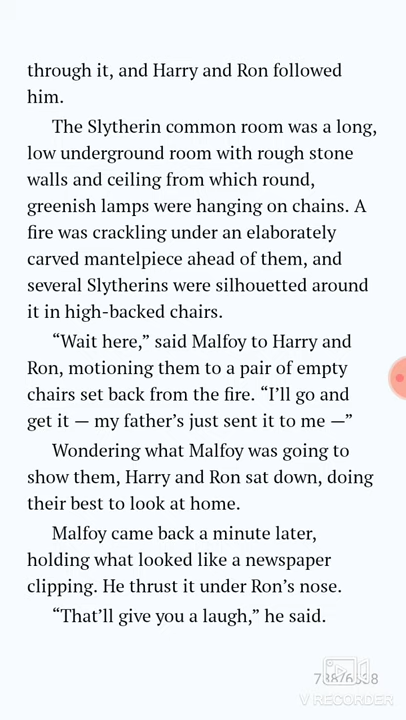 through it, and Harry and Ron followed
him.
The Slytherin common room was a long,
low underground room with rough stone
walls and ceiling from which round,
greenish lamps were hanging on chains. A
fire was crackling under an elaborately
carved mantelpiece ahead of them, and
several Slytherins were silhouetted around
it in high-backed chairs.
“Wait here,” said Malfoy to Harry and
Ron, motioning them to a pair of empty
chairs set back from the fire. “I’ll go and
get it — my father’s just sent it to me —”
Wondering what Malfoy was going to
show them, Harry and Ron sat down, doing
their best to look at home.
Malfoy came back a minute later,
holding what looked like a newspaper
clipping. He thrust it under Ron’s nose.
“That’ll give you a laugh,” he said.
V RECORDER